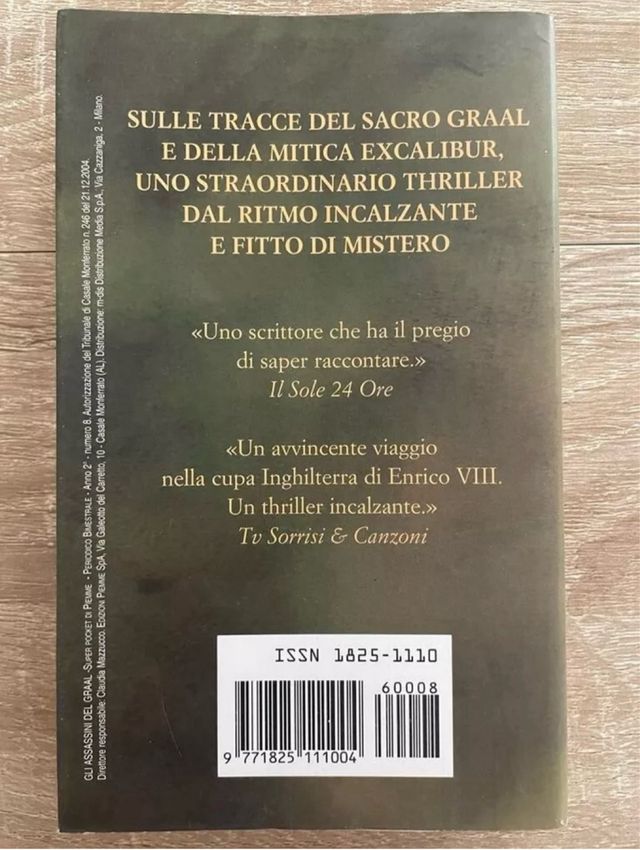 SULLE TRACCE DEL SACRO GRAAL
E DELLA MITICA EXCALIBUR,
UNO STRAORDINARIO THRILLER
DAL RITMO INCALZANTE
E FITTO DI MISTERO
«Uno scrittore che ha il pregio
di saper raccontare.»
Il Sole 24 Ore
«Un avvincente viaggio
nella cupa Inghilterra di Enrico VIII.
Un thriller incalzante.»
Tv Sorrisi & Canzoni
ISSN 1825-1110
60008
9 771825 111004
GLI ASSASSINI DEL GRAAL -SUPER POCKET DI PIEMME - PERIODICO BIMESTRALE - Anno 2° - numero 8. Autorizzazione del Tribunale di Casale Monferrato n. 246 del 21.12.2004.
Direttore responsabile: Claudia Mazzucco. EDIZIONI PIEMME SpA, Via Galeotto del Carretto, 10 - Casale Monferrato (AL). Distribuzione: m-dis Distribuzione Media S.p.A., Via Cazzaniga, 2 - Milano.